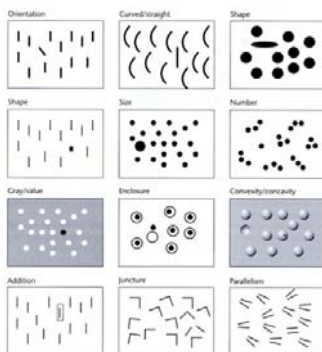 Orientation
Curved/straight
Shape
Shape
Size
Number
Gray/value
Enclosure
Convexity/concavity
Addition
Juncture
Parallelism